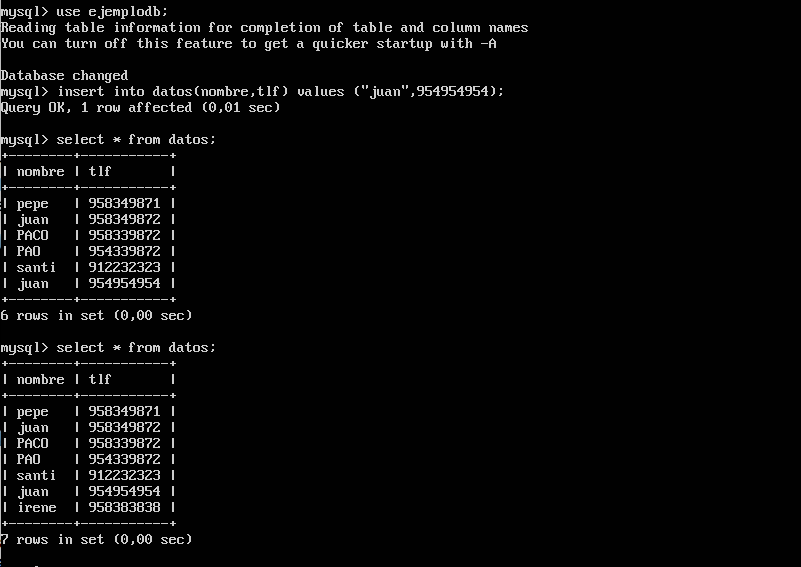 mysql> use ejemplodb;
Reading table information for completion of table and column names
You can turn off this feature to get a quicker startup with -A

Database changed
mysql> insert into datos(nombre,tlf) values ("juan",954954954);
Query OK, 1 row affected (0,01 sec)

mysql> select * from datos;
+--------+-----------+
| nombre | tlf       |
+--------+-----------+
| pepe   | 958349871 |
| juan   | 958349872 |
| PACO   | 958339872 |
| PAO    | 954339872 |
| santi  | 912232323 |
| juan   | 954954954 |
+--------+-----------+
6 rows in set (0,00 sec)

mysql> select * from datos;
+--------+-----------+
| nombre | tlf       |
+--------+-----------+
| pepe   | 958349871 |
| juan   | 958349872 |
| PACO   | 958339872 |
| PAO    | 954339872 |
| santi  | 912232323 |
| juan   | 954954954 |
| irene  | 958383838 |
+--------+-----------+
7 rows in set (0,00 sec)